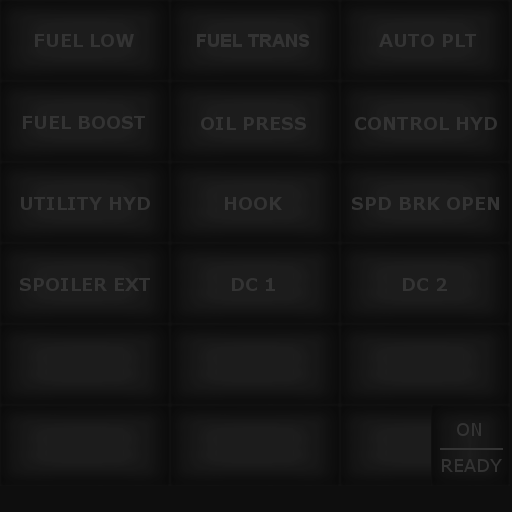 FUEL LOW FUEL TRANS AUTO PLT
FUEL BOOST OIL PRESS CONTROL HYD
UTILITY HYD HOOK SPD BRK OPEN
SPOILER EXT DC 1 DC 2
ON
READY